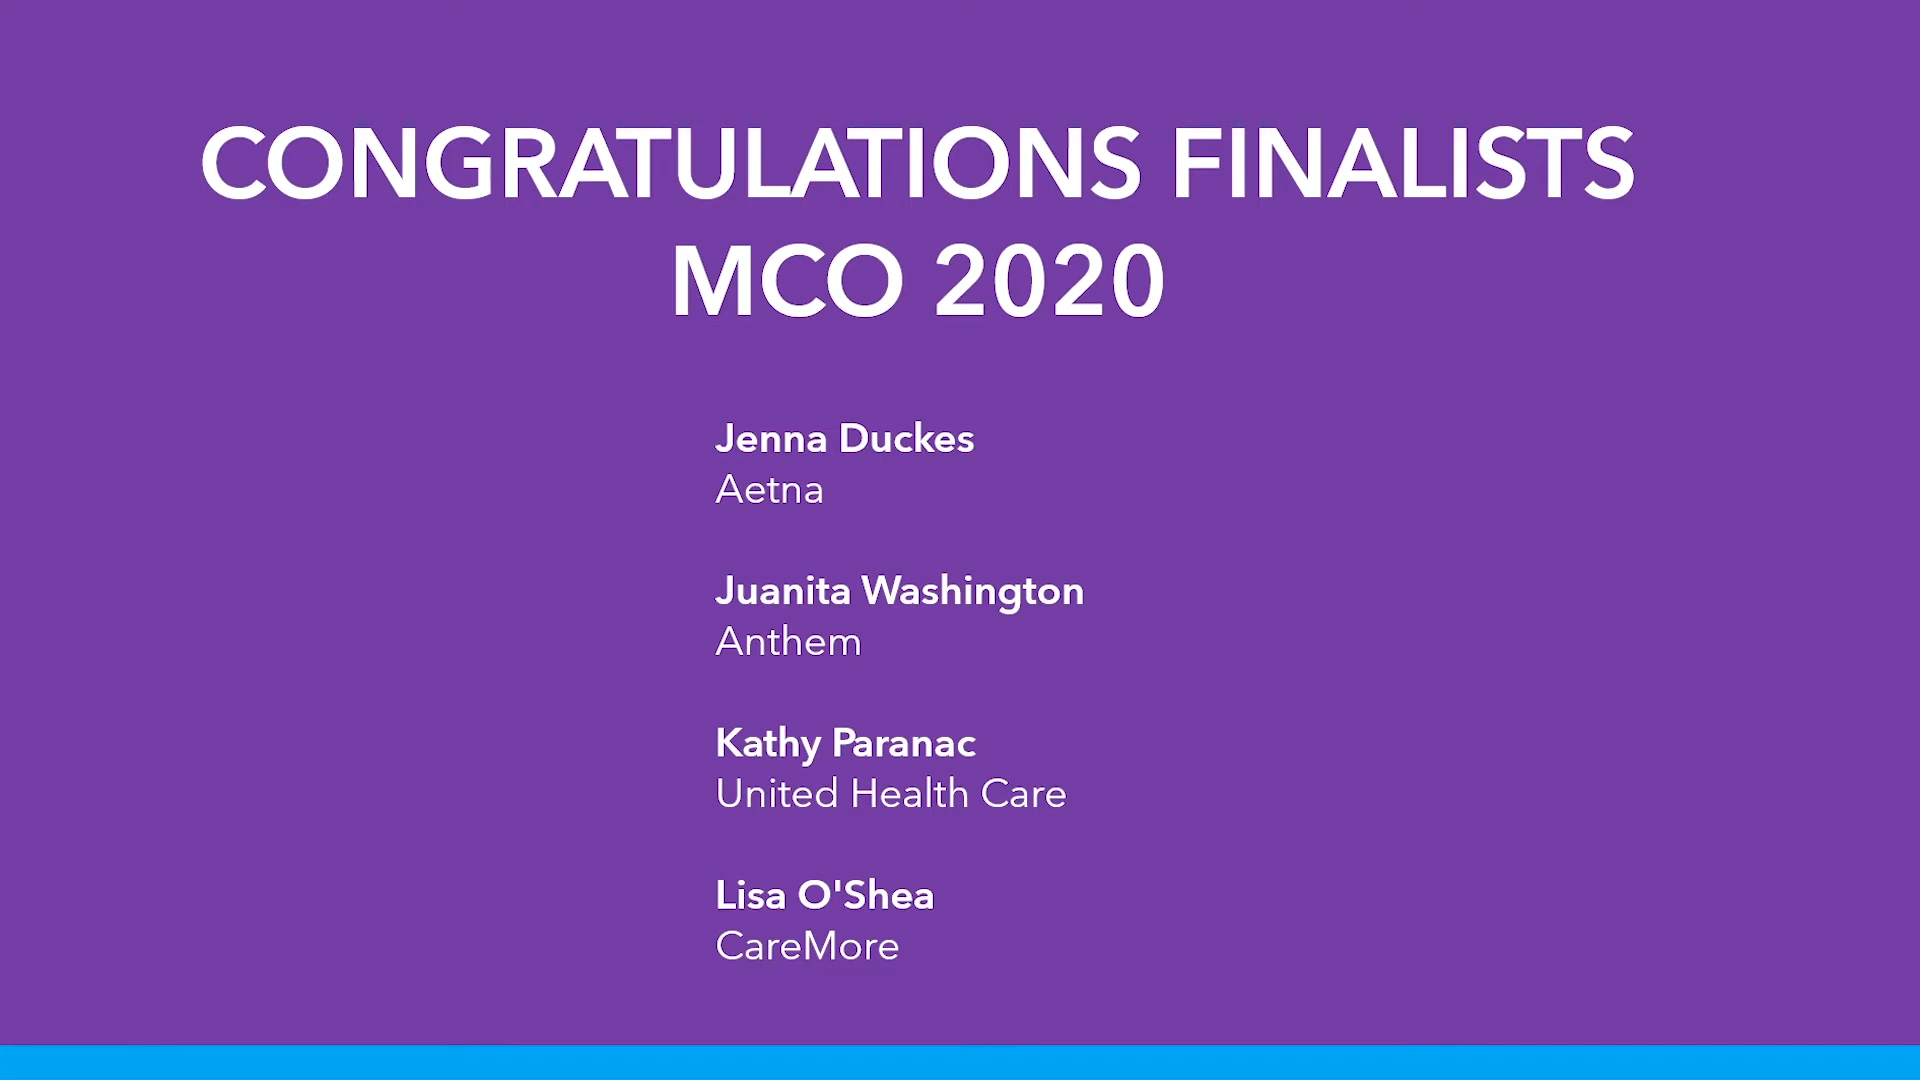 CONGRATULATIONS FINALISTS
MCO 2020
Jenna Duckes
Aetna
Juanita Washington
Anthem
Kathy Paranac
United Health Care
Lisa O'Shea
CareMore